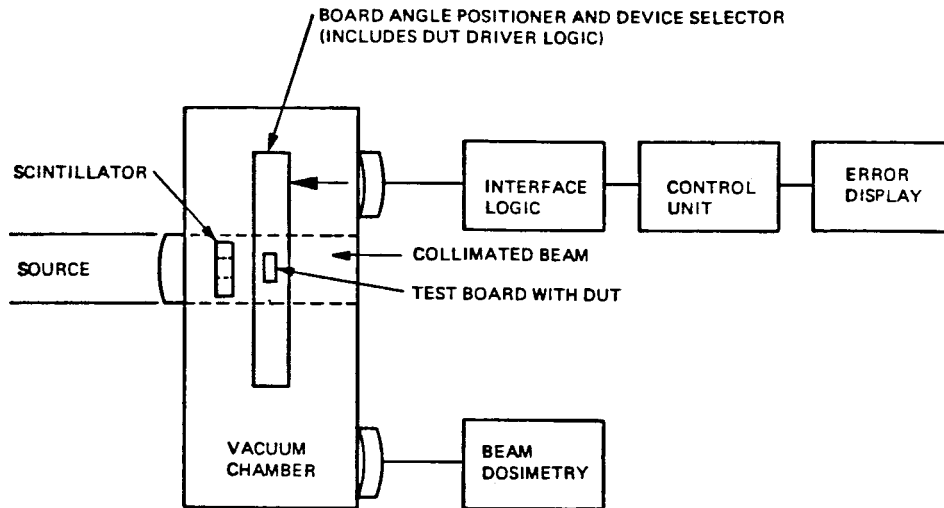 BOARD ANGLE POSITIONER AND DEVICE SELECTOR
(INCLUDES DUT DRIVER LOGIC)
SCINTILLATOR
INTERFACE
LOGIC
CONTROL
UNIT
ERROR
DISPLAY
SOURCE
COLLIMATED BEAM
TEST BOARD WITH DUT
VACUUM
CHAMBER
BEAM
DOSIMETRY